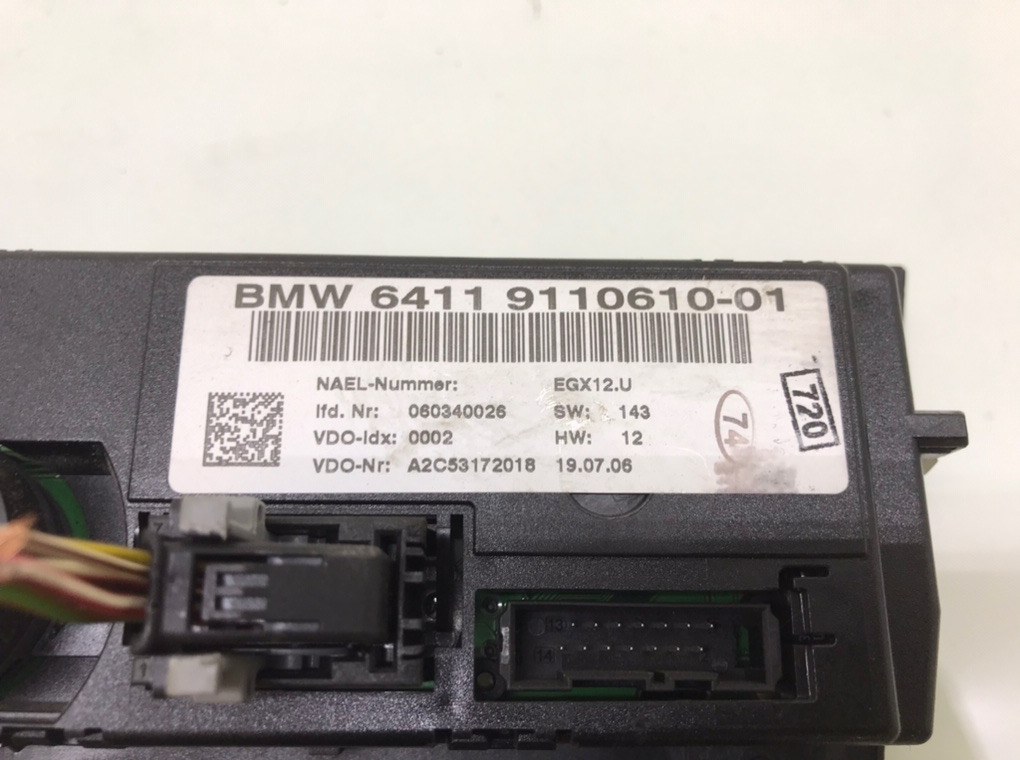 BMW 6411 9110610-01
NAEL-Nummer: EGX12.U
lfd. Nr: 060340026 SW: 143
VDO-Idx: 0002 HW: 12
VDO-Nr: A2C53172018 19.07.06
720